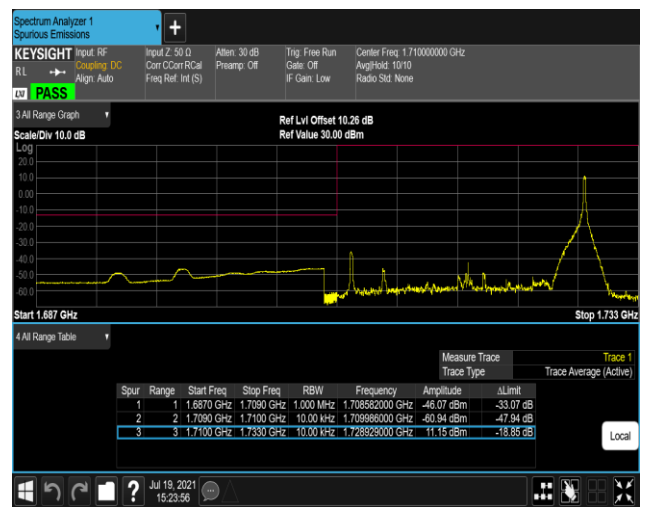 Spectrum Analyzer 1
Spurious Emissions
+
KEYSIGHT Input: RF Input Z: 50 Ω Atten: 30 dB Trig: Free Run Center Freq: 1.710000000 GHz
RL Coupling: DC Corr CCorr RCal Preamp: Off Gate: Off Avg|Hold: 10/10
Align: Auto Freq Ref: Int (S) IF Gain: Low Radio Std: None
LXI PASS
3 All Range Graph
Ref Lvl Offset 10.26 dB
Scale/Div 10.0 dB Ref Value 30.00 dBm
Log
20.0
10.0
0.00
-10.0
-20.0
-30.0
-40.0
-50.0
-60.0
Start 1.687 GHz Stop 1.733 GHz
4 All Range Table
Measure Trace Trace 1
Trace Type Trace Average (Active)
Spur Range Start Freq Stop Freq RBW Frequency Amplitude ΔLimit
1 1 1.6870 GHz 1.7090 GHz 1.000 MHz 1.708582000 GHz -46.07 dBm -33.07 dB
2 2 1.7090 GHz 1.7100 GHz 10.00 kHz 1.709986000 GHz -60.94 dBm -47.94 dB
3 3 1.7100 GHz 1.7330 GHz 10.00 kHz 1.728929000 GHz 11.15 dBm -18.85 dB
Local
? Jul 19, 2021
15:23:56